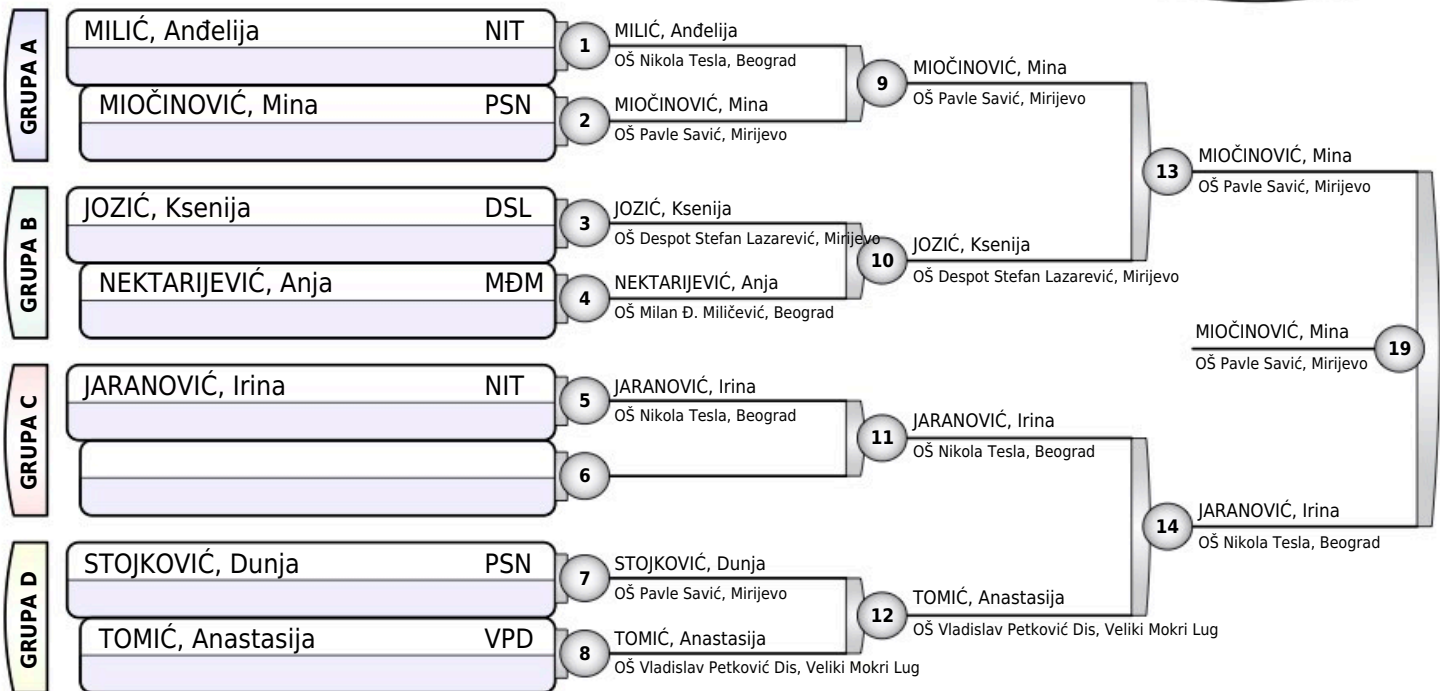 GRUPA A
MILIĆ, Anđelija NIT
MIOČINOVIĆ, Mina PSN
GRUPA B
JOZIĆ, Ksenija DSL
NEKTARIJEVIĆ, Anja MĐM
GRUPA C
JARANOVIĆ, Irina NIT
GRUPA D
STOJKOVIĆ, Dunja PSN
TOMIĆ, Anastasija VPD
1
MILIĆ, Anđelija
OŠ Nikola Tesla, Beograd
2
MIOČINOVIĆ, Mina
OŠ Pavle Savić, Mirijevo
3
JOZIĆ, Ksenija
OŠ Despot Stefan Lazarević, Mirijevo
4
NEKTARIJEVIĆ, Anja
OŠ Milan Đ. Miličević, Beograd
5
JARANOVIĆ, Irina
OŠ Nikola Tesla, Beograd
6
7
STOJKOVIĆ, Dunja
OŠ Pavle Savić, Mirijevo
8
TOMIĆ, Anastasija
OŠ Vladislav Petković Dis, Veliki Mokri Lug
9
MIOČINOVIĆ, Mina
OŠ Pavle Savić, Mirijevo
10
JOZIĆ, Ksenija
OŠ Despot Stefan Lazarević, Mirijevo
11
JARANOVIĆ, Irina
OŠ Nikola Tesla, Beograd
12
TOMIĆ, Anastasija
OŠ Vladislav Petković Dis, Veliki Mokri Lug
13
MIOČINOVIĆ, Mina
OŠ Pavle Savić, Mirijevo
14
JARANOVIĆ, Irina
OŠ Nikola Tesla, Beograd
MIOČINOVIĆ, Mina
OŠ Pavle Savić, Mirijevo
19